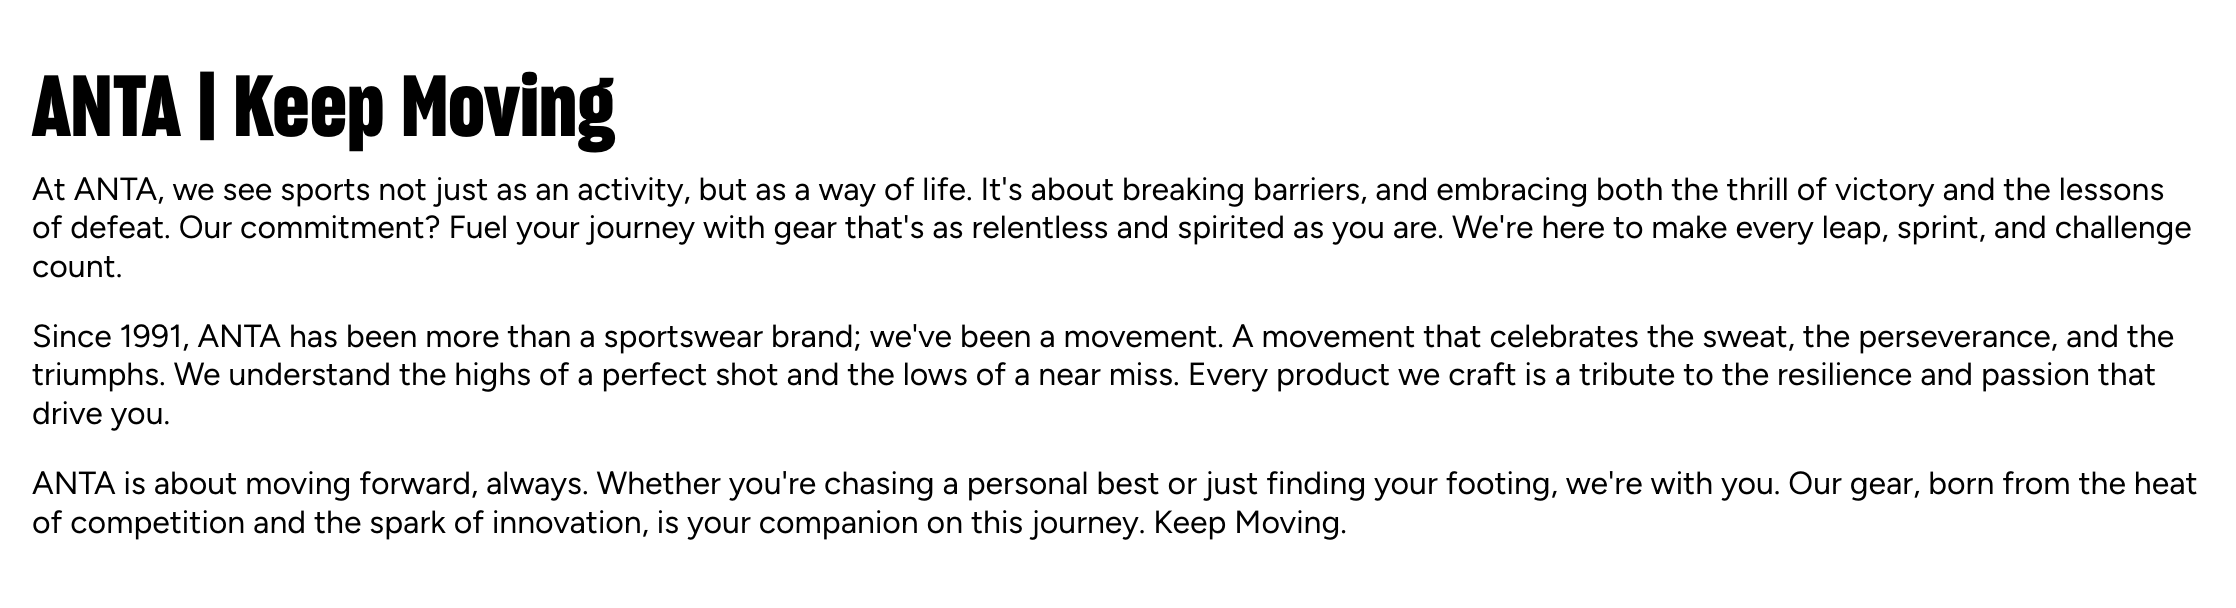 ANTA | Keep Moving
At ANTA, we see sports not just as an activity, but as a way of life. It's about breaking barriers, and embracing both the thrill of victory and the lessons
of defeat. Our commitment? Fuel your journey with gear that's as relentless and spirited as you are. We're here to make every leap, sprint, and challenge
count.
Since 1991, ANTA has been more than a sportswear brand; we've been a movement. A movement that celebrates the sweat, the perseverance, and the
triumphs. We understand the highs of a perfect shot and the lows of a near miss. Every product we craft is a tribute to the resilience and passion that
drive you.
ANTA is about moving forward, always. Whether you're chasing a personal best or just finding your footing, we're with you. Our gear, born from the heat
of competition and the spark of innovation, is your companion on this journey. Keep Moving.